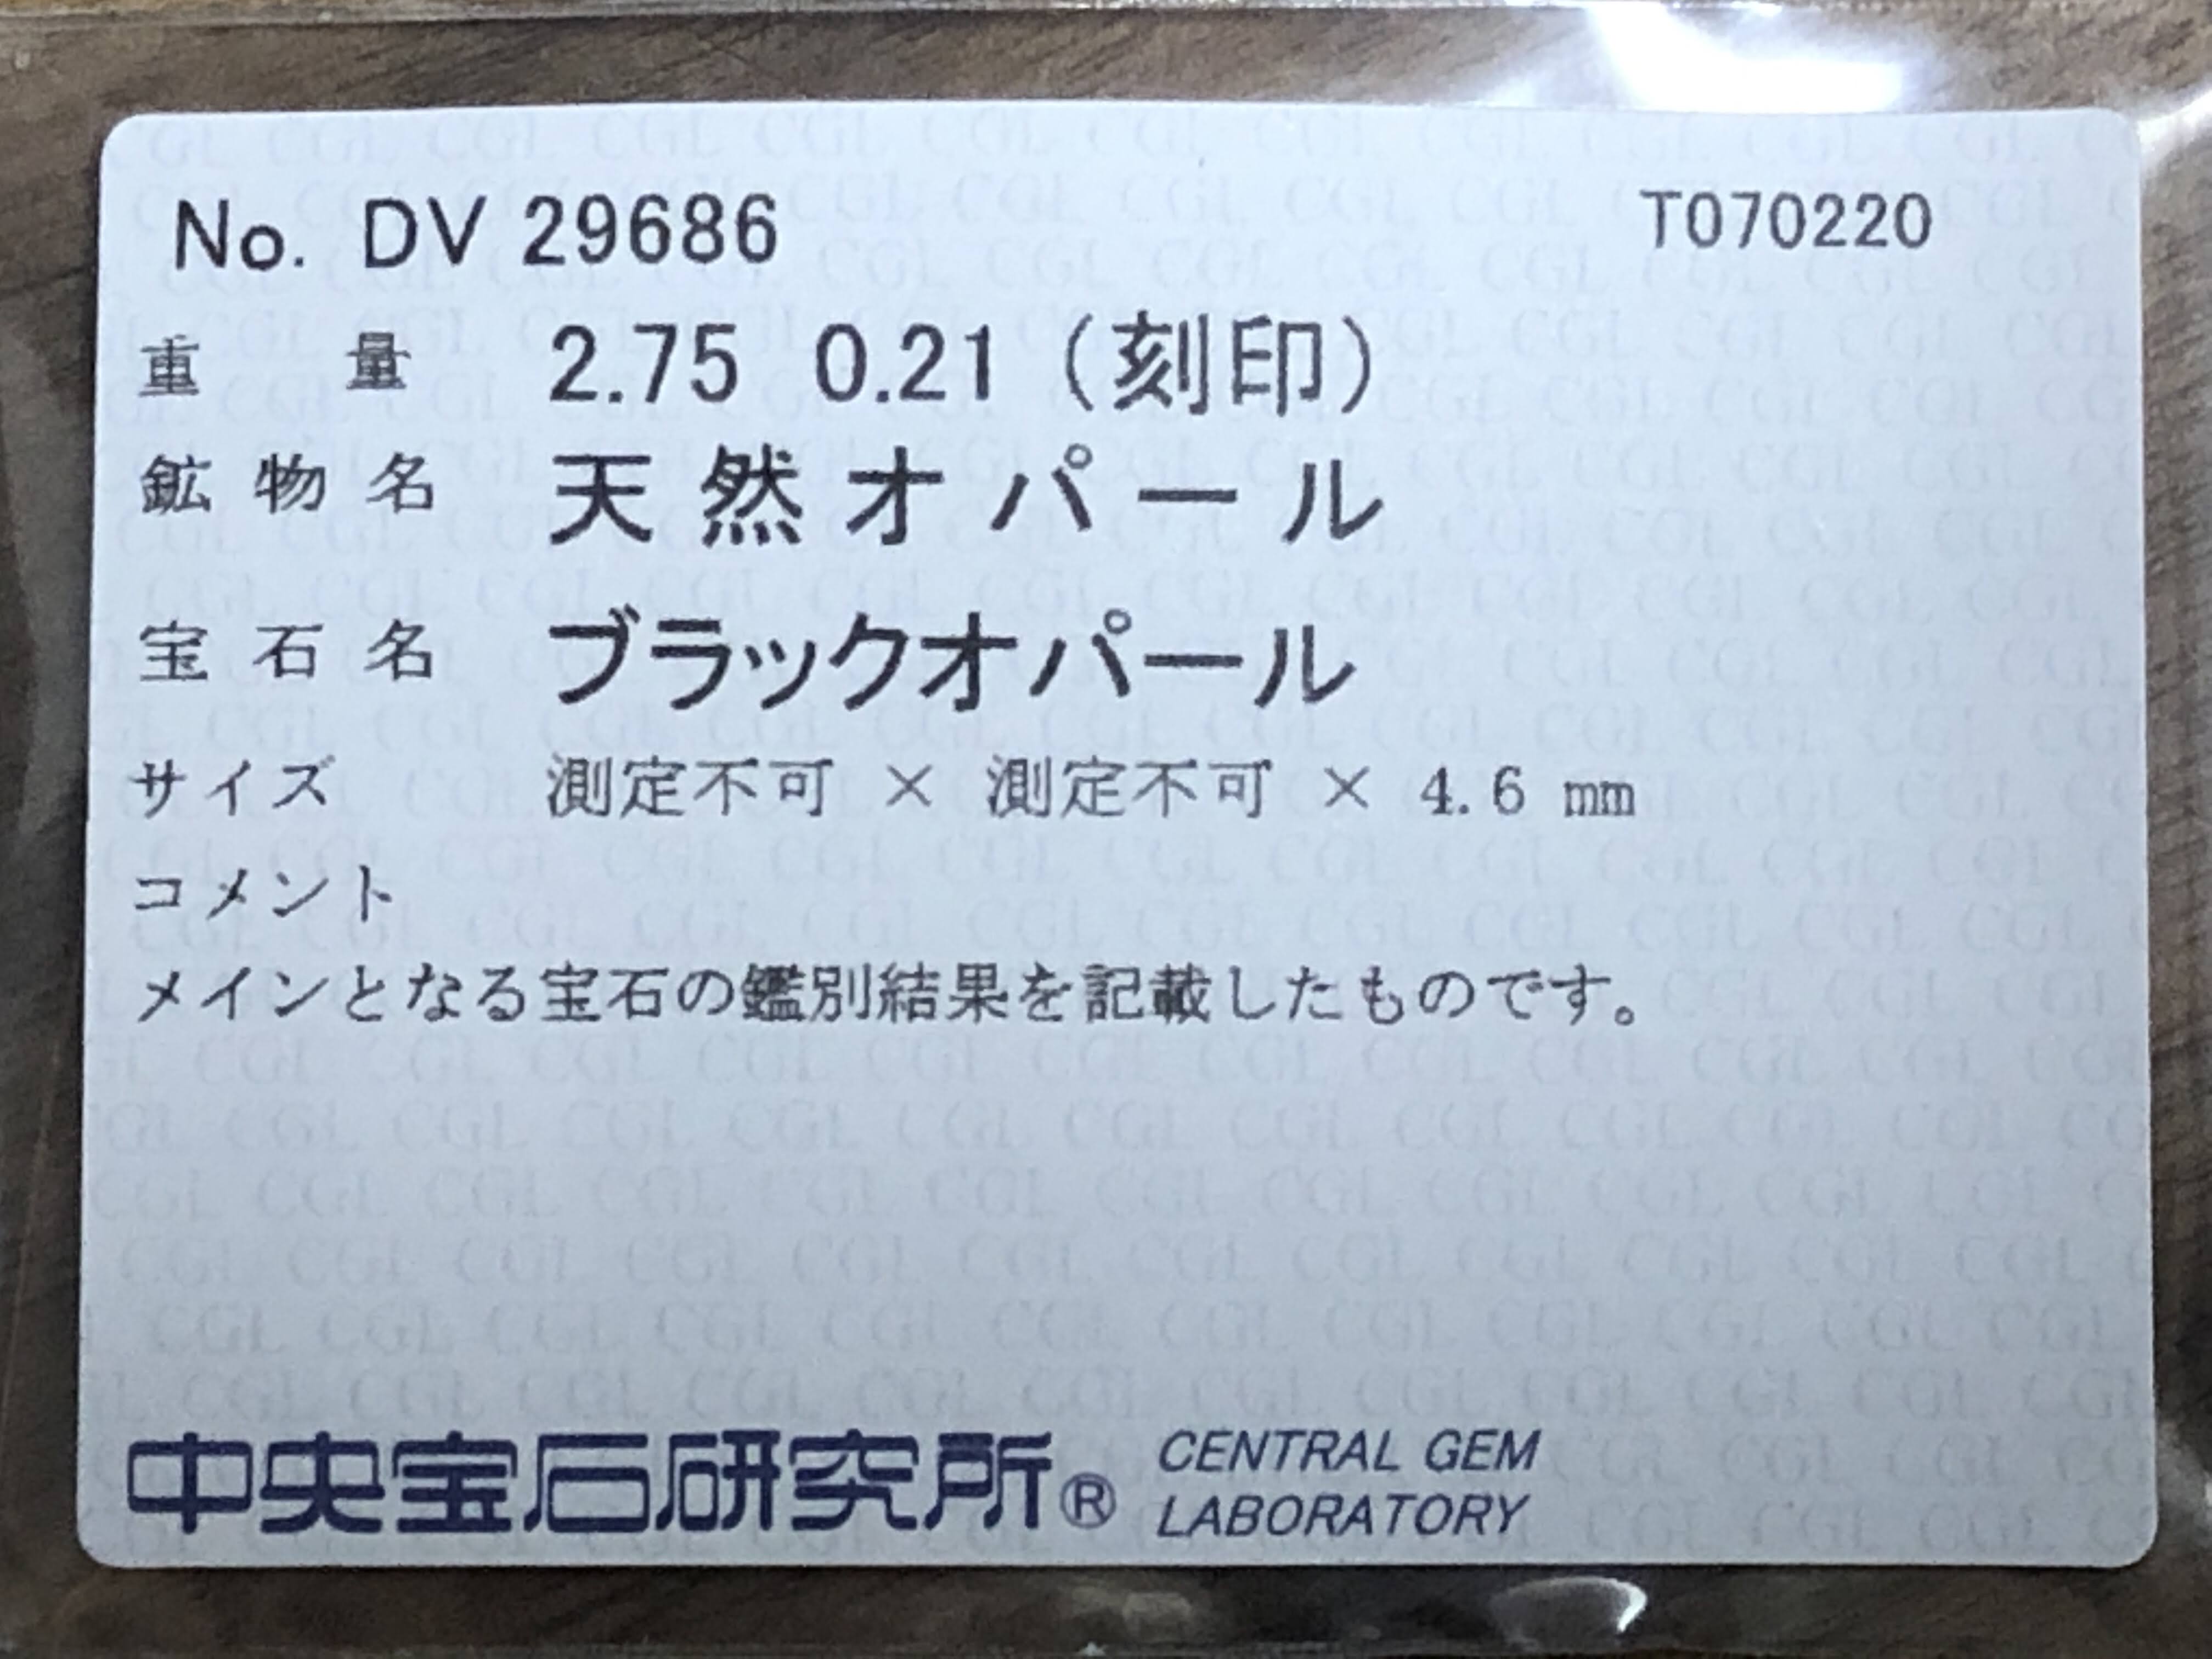 No. DV 29686 T070220
重量 2.75 0.21 (刻印)
鉱物名 天然オパール
宝石名 ブラックオパール
サイズ 測定不可 × 測定不可 × 4.6 mm
コメント
メインとなる宝石の鑑別結果を記載したものです。
中央宝石研究所® CENTRAL GEM
LABORATORY